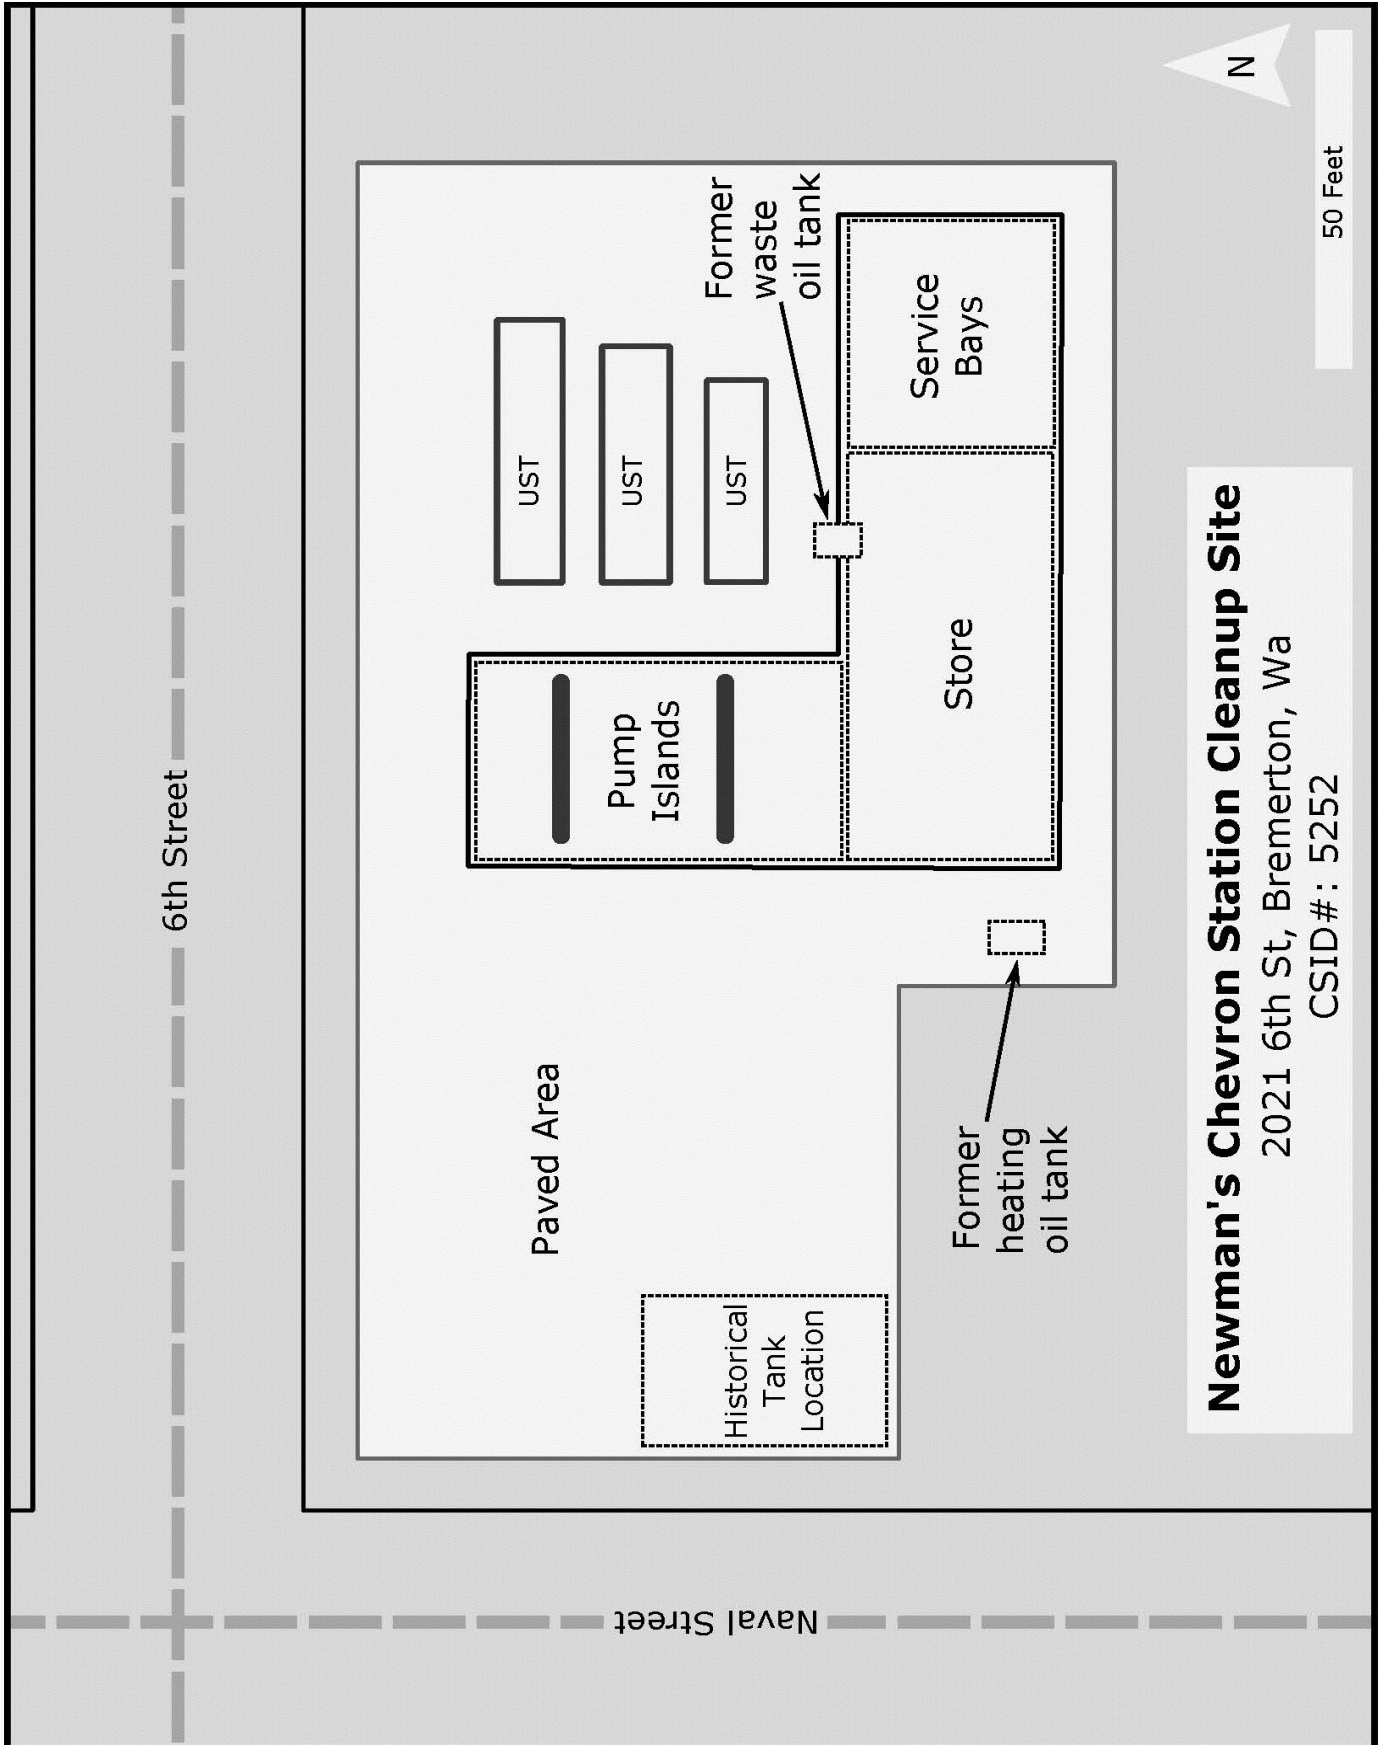 6th Street
Naval Street
Paved Area
Historical
Tank
Location
Pump
Islands
UST
UST
UST
Former
waste
oil tank
Store
Service
Bays
Former
heating
oil tank
Newman's Chevron Station Cleanup Site
2021 6th St, Bremerton, Wa
CSID#: 5252
N
50 Feet